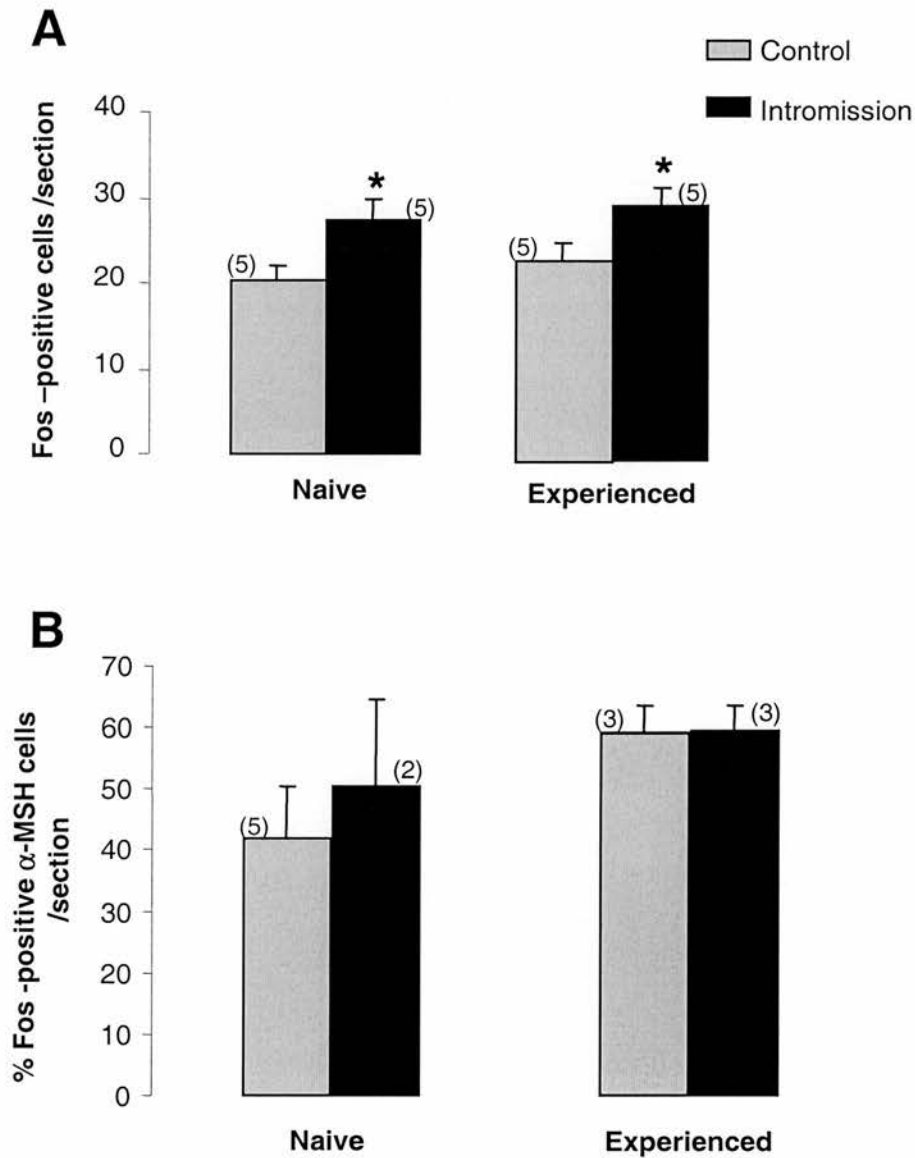 A
Control
Intromission
Fos –positive cells /section
40
30
20
10
0
(5)
*
(5)
(5)
*
(5)
Naive
Experienced
B
% Fos -positive α-MSH cells
/section
70
60
50
40
30
20
10
0
(5)
(2)
(3)
(3)
Naive
Experienced